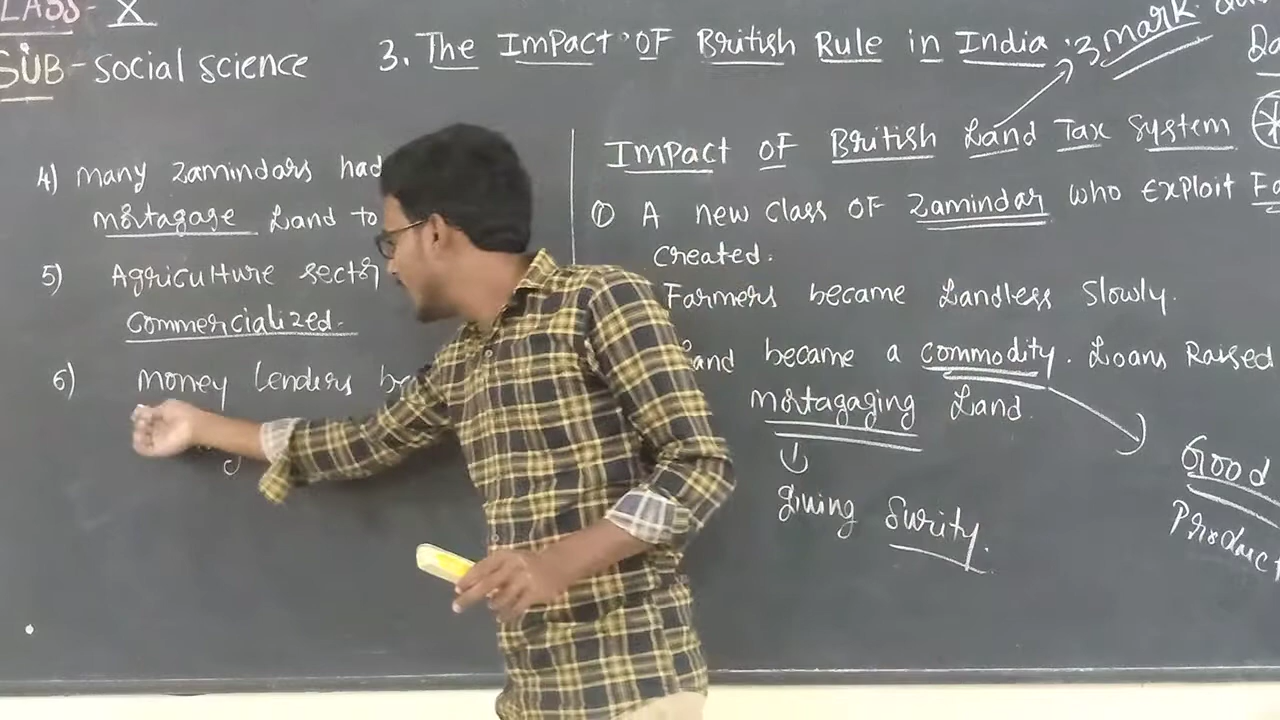 CLASS - X
SUB - Social science
3. The Impact OF British Rule in India
3 mark
4) Many Zamindars had
mortagage Land to
5) Agriculture sector
Commercialized.
6) Money lenders
Impact OF British Land Tax System
① A new class OF Zamindar who Exploit
created.
Farmers became Landless Slowly.
became a commodity. Loans Raised
mortagaging Land.
giving Surity.
Good